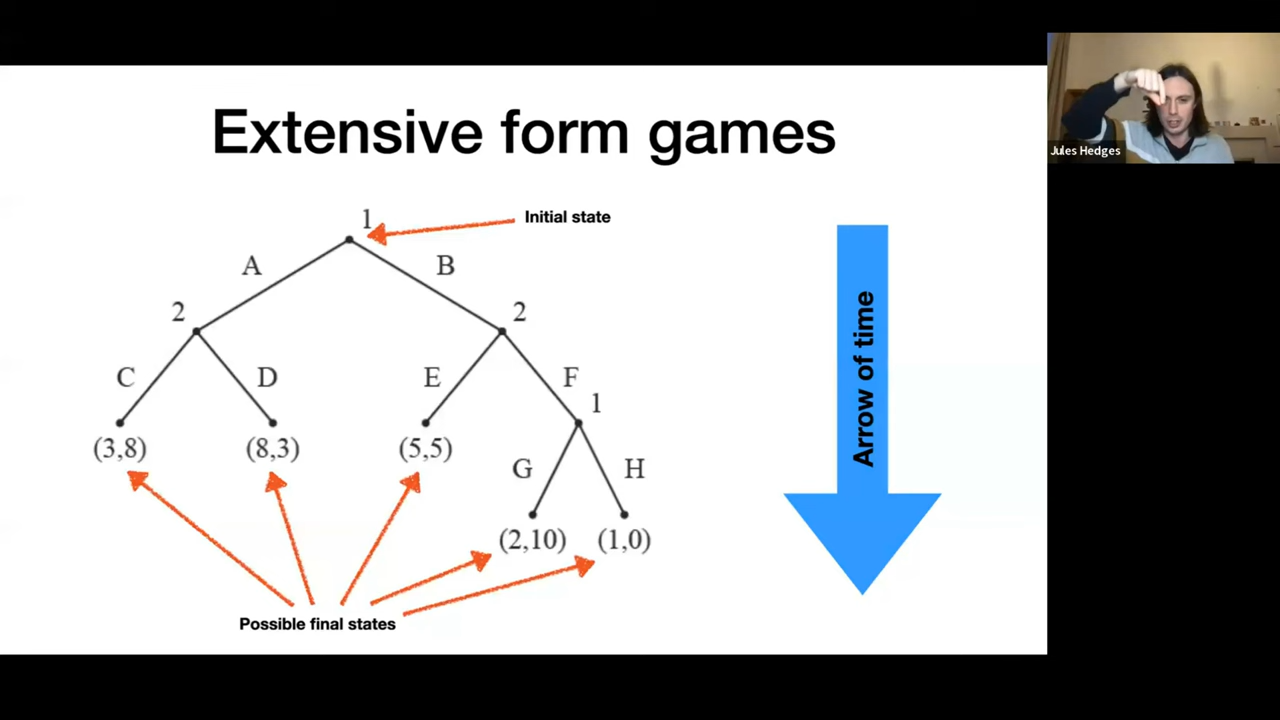 Extensive form games
Jules Hedges
1
Initial state
A
B
2
2
C
D
E
F
1
(3,8)
(8,3)
(5,5)
G
H
(2,10)
(1,0)
Possible final states
Arrow of time